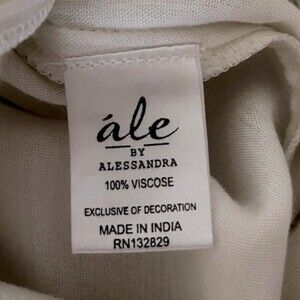 ále
BY
ALESSANDRA
100% VISCOSE
EXCLUSIVE OF DECORATION
MADE IN INDIA
RN132829